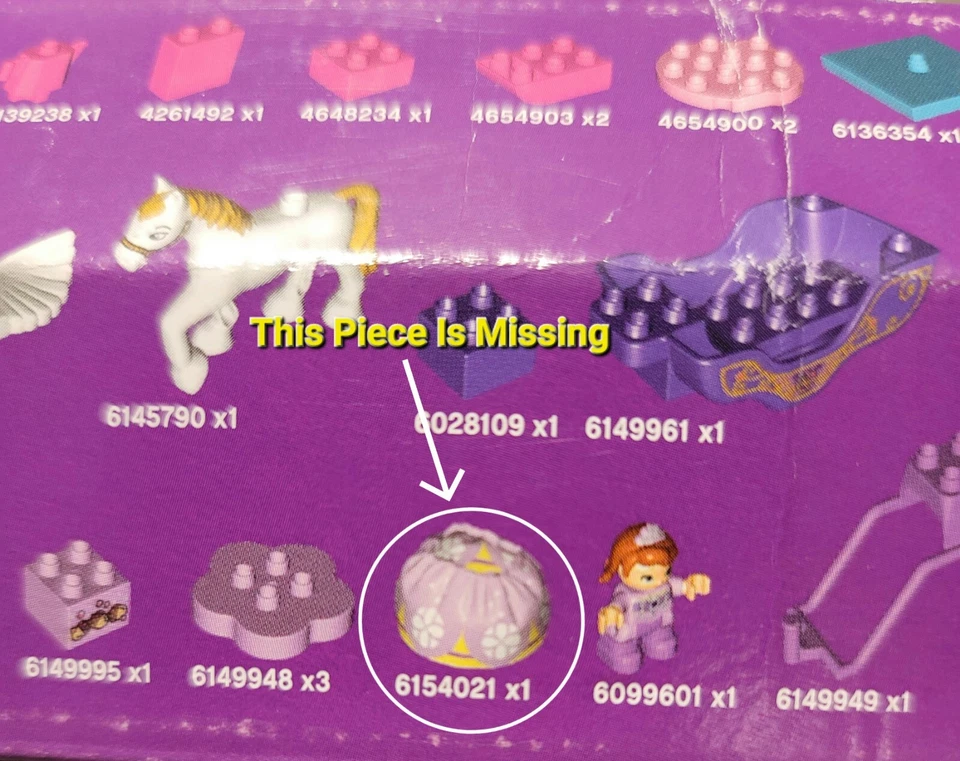 139238 x1
4261492 x1
4648234 x1
4654903 x2
4654900 x2
6136354 x1
This Piece Is Missing
6145790 x1
6028109 x1
6149961 x1
6149995 x1
6149948 x3
6154021 x1
6099601 x1
6149949 x1